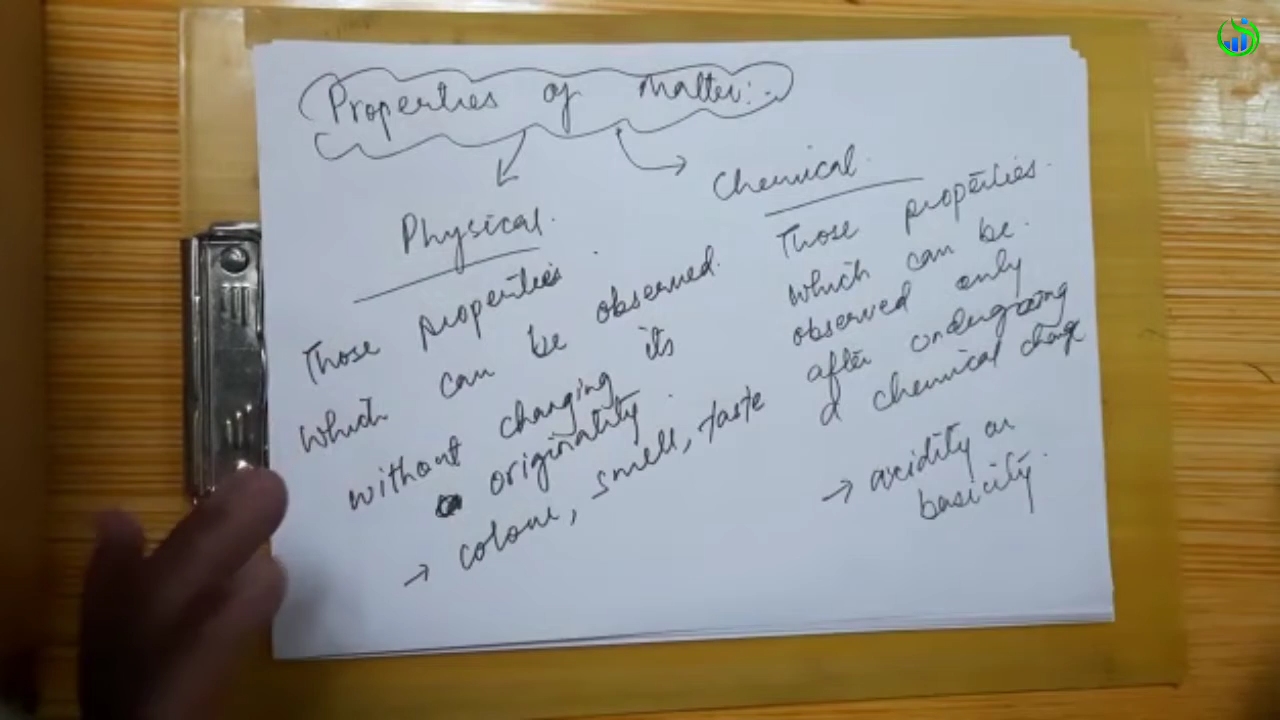 Properties of Matter:-
Physical.
Those properties
which can be observed.
without changing its
originality.
→ colour, smell, taste
Chemical.
Those properties.
which can be.
observed only
after undergoing
a chemical change
→ acidity or
basicity.